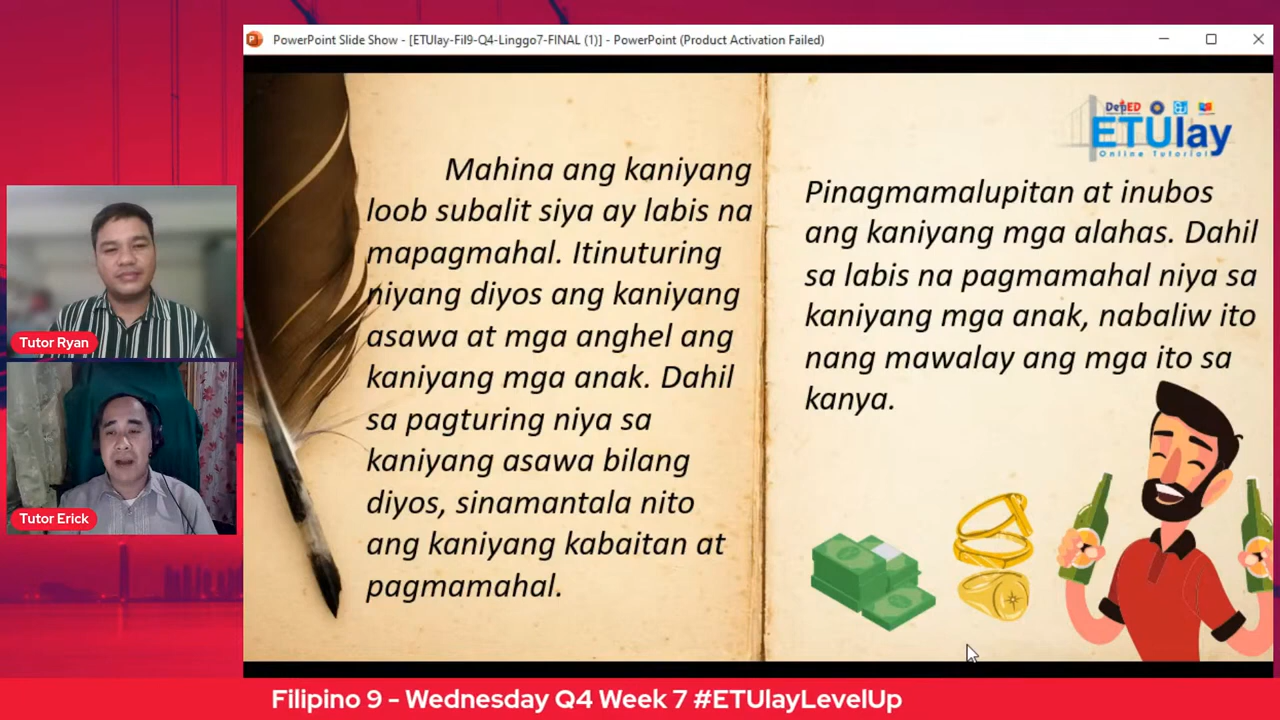 PowerPoint Slide Show - [ETUlay-Fil9-Q4-Linggo7-FINAL (1)] - PowerPoint (Product Activation Failed)
DepED
ETUlay
Online Tutorial
Mahina ang kaniyang
loob subalit siya ay labis na
mapagmahal. Itinuturing
niyang diyos ang kaniyang
asawa at mga anghel ang
kaniyang mga anak. Dahil
sa pagturing niya sa
kaniyang asawa bilang
diyos, sinamantala nito
ang kaniyang kabaitan at
pagmamahal.
Pinagmamalupitan at inubos
ang kaniyang mga alahas. Dahil
sa labis na pagmamahal niya sa
kaniyang mga anak, nabaliw ito
nang mawalay ang mga ito sa
kanya.
Tutor Ryan
Tutor Erick
Filipino 9 - Wednesday Q4 Week 7 #ETUlayLevelUp